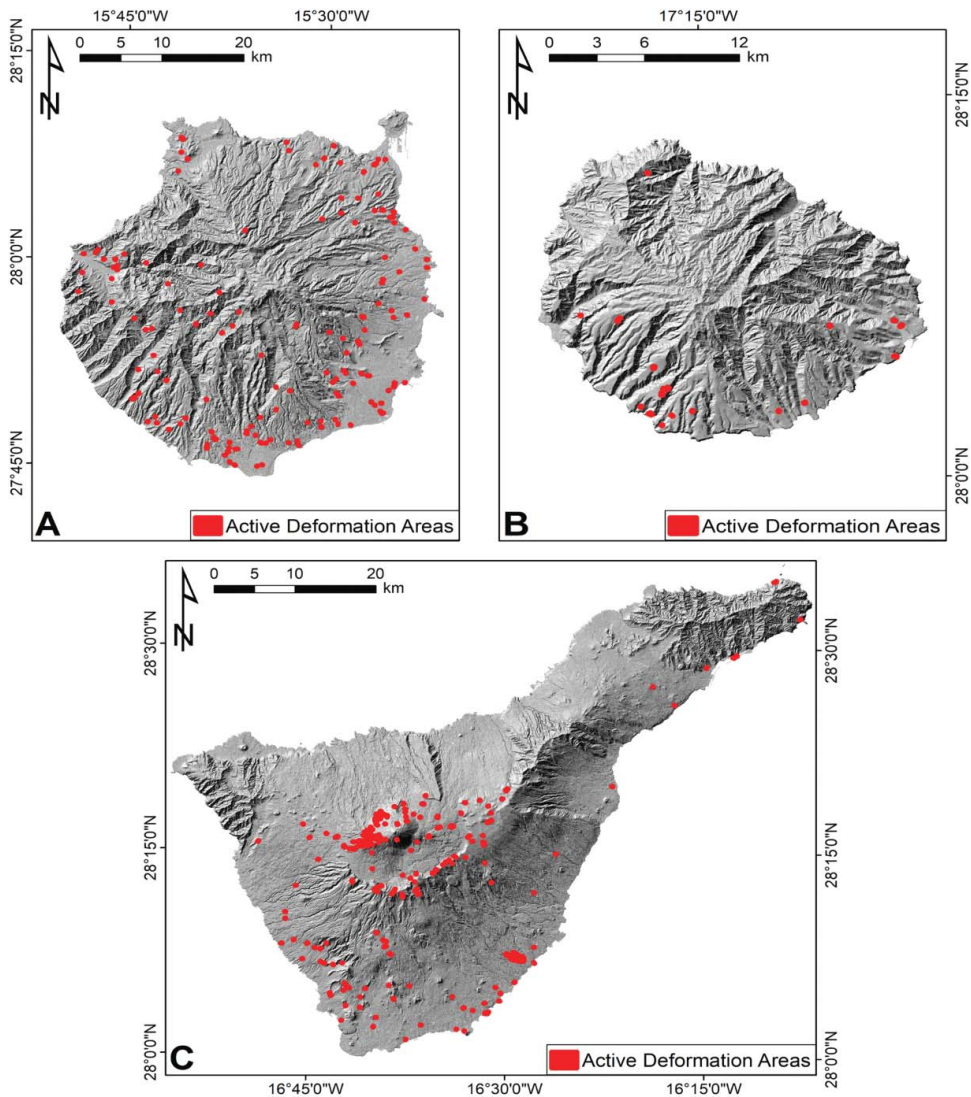 15°45'0"W 15°30'0"W
17°15'0"W
28°15'0"N
28°0'0"N
27°45'0"N
0 5 10 20
km
N
A
Active Deformation Areas
0 3 6 12
km
N
28°15'0"N
28°0'0"N
B
Active Deformation Areas
0 5 10 20
km
N
28°30'0"N
28°15'0"N
28°0'0"N
28°30'0"N
28°15'0"N
28°0'0"N
C
Active Deformation Areas
16°45'0"W 16°30'0"W 16°15'0"W